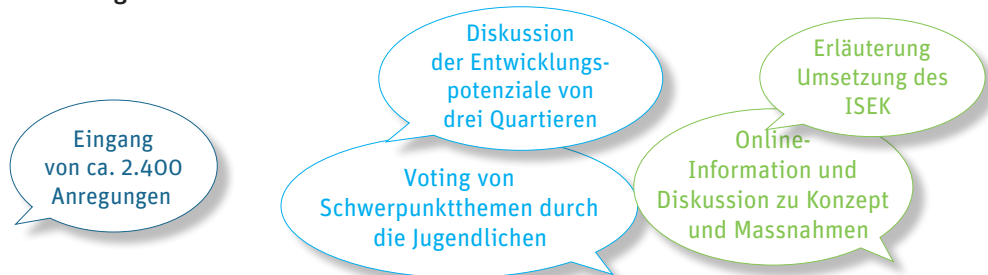 Eingang
von ca. 2.400
Anregungen
Diskussion
der Entwicklungs-
potenziale von
drei Quartieren
Voting von
Schwerpunktthemen durch
die Jugendlichen
Erläuterung
Umsetzung des
ISEK
Online-
Information und
Diskussion zu Konzept
und Massnahmen